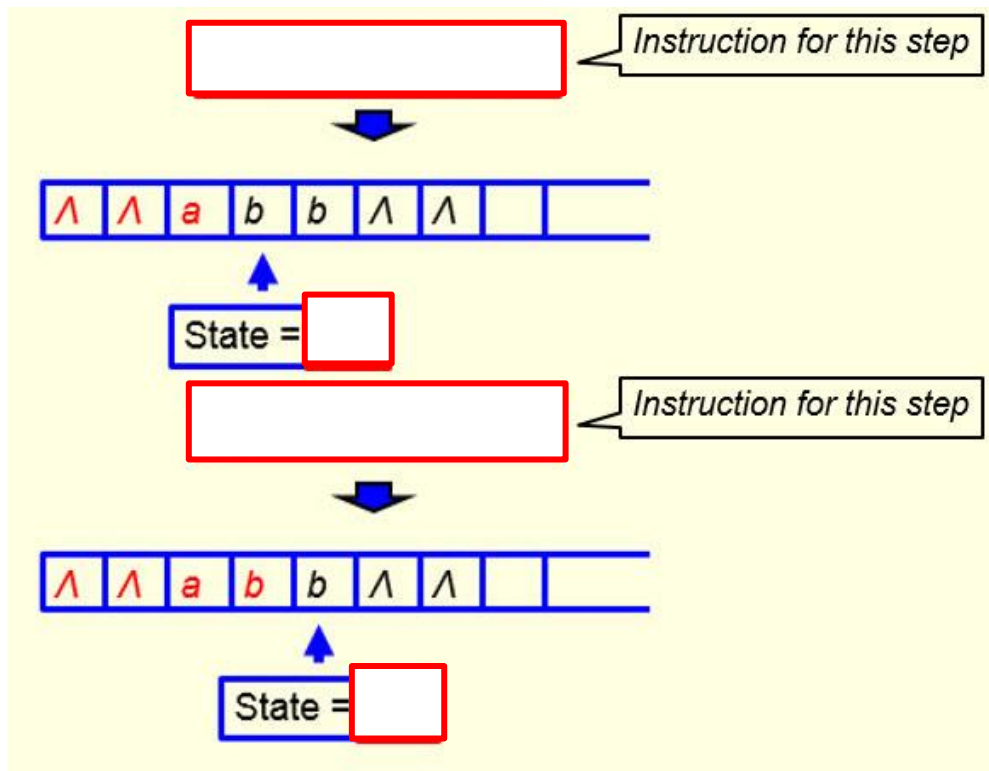 Instruction for this step
Λ Λ a b b Λ Λ
State =
Instruction for this step
Λ Λ a b b Λ Λ
State =